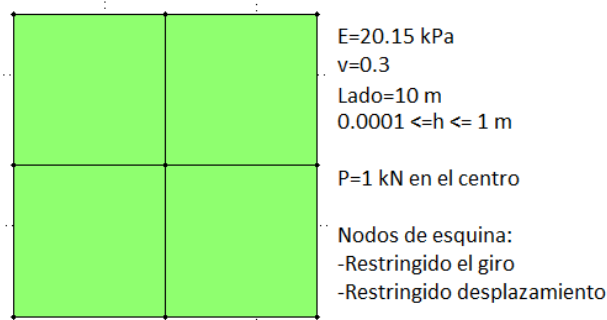 E=20.15 kPa
v=0.3
Lado=10 m
0.0001 <=h <= 1 m
P=1 kN en el centro
Nodos de esquina:
-Restringido el giro
-Restringido desplazamiento